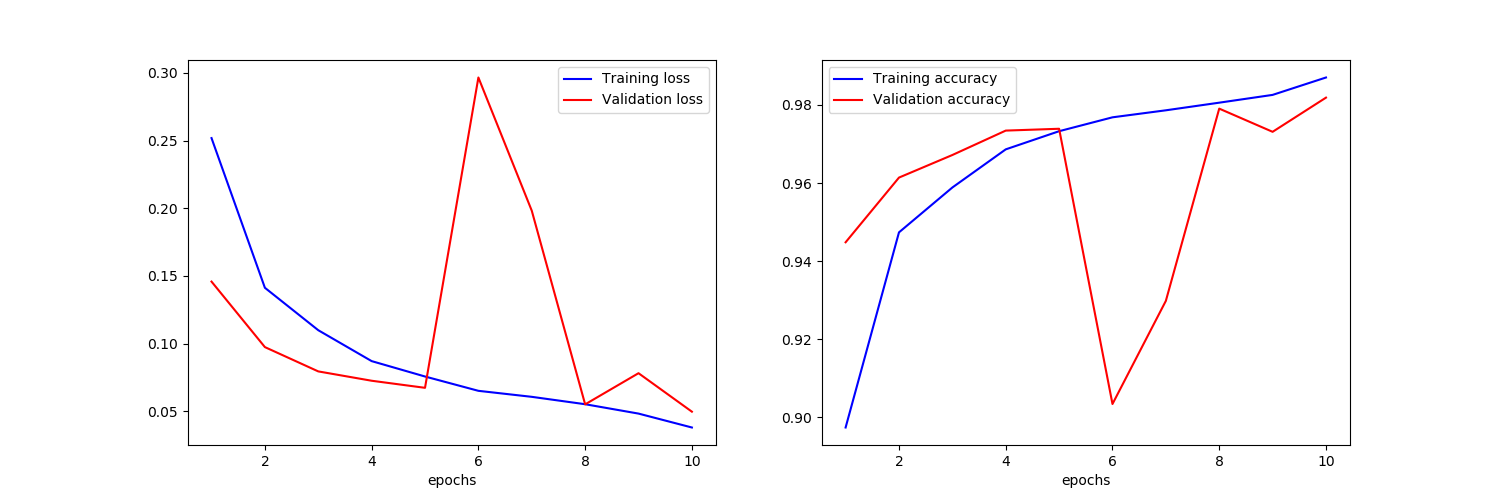 0.30
0.25
0.20
0.15
0.10
0.05
2 4 6 8 10
epochs
Training loss
Validation loss
0.98
0.96
0.94
0.92
0.90
2 4 6 8 10
epochs
Training accuracy
Validation accuracy